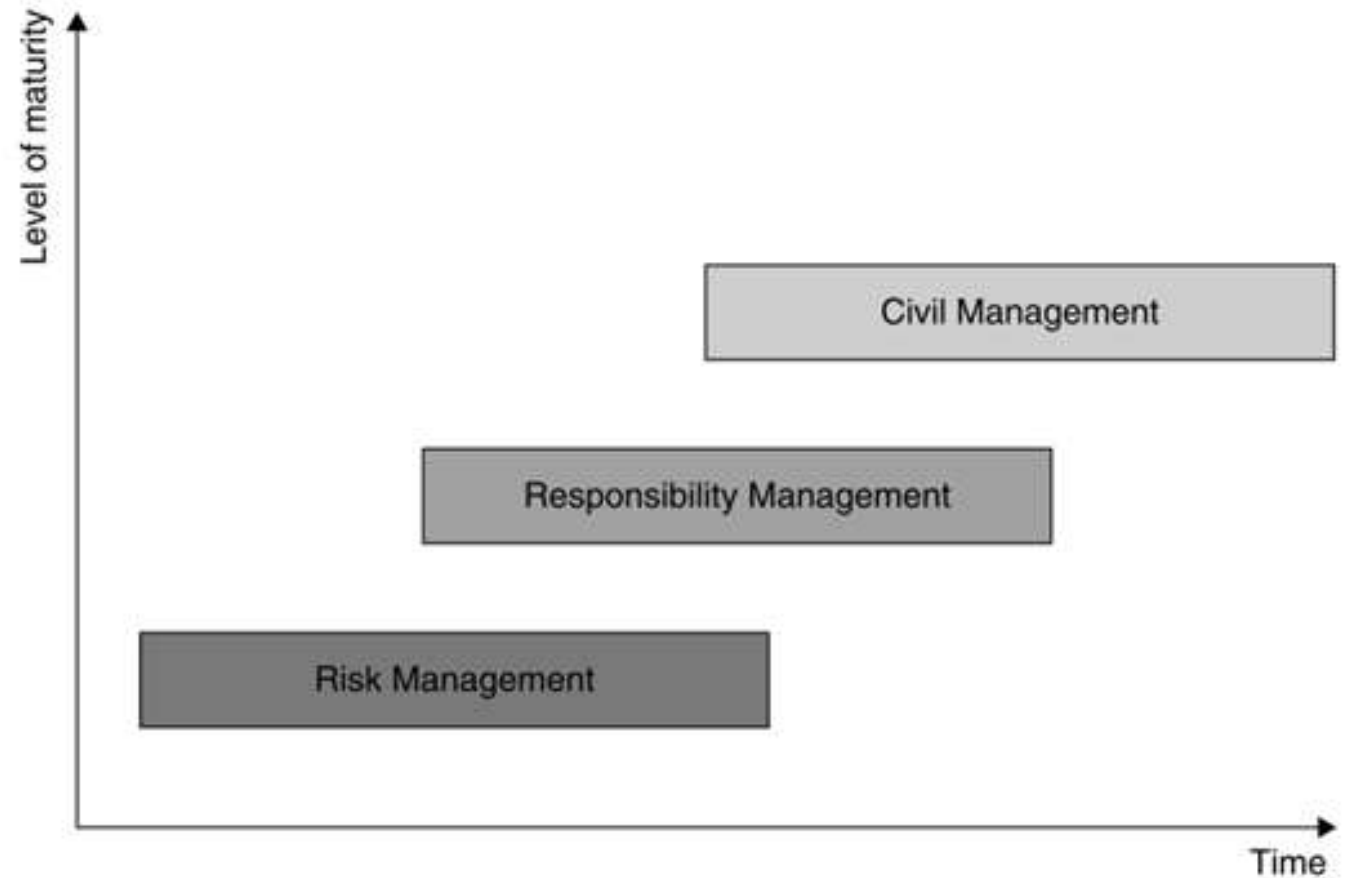 Level of maturity
Civil Management
Responsibility Management
Risk Management
Time